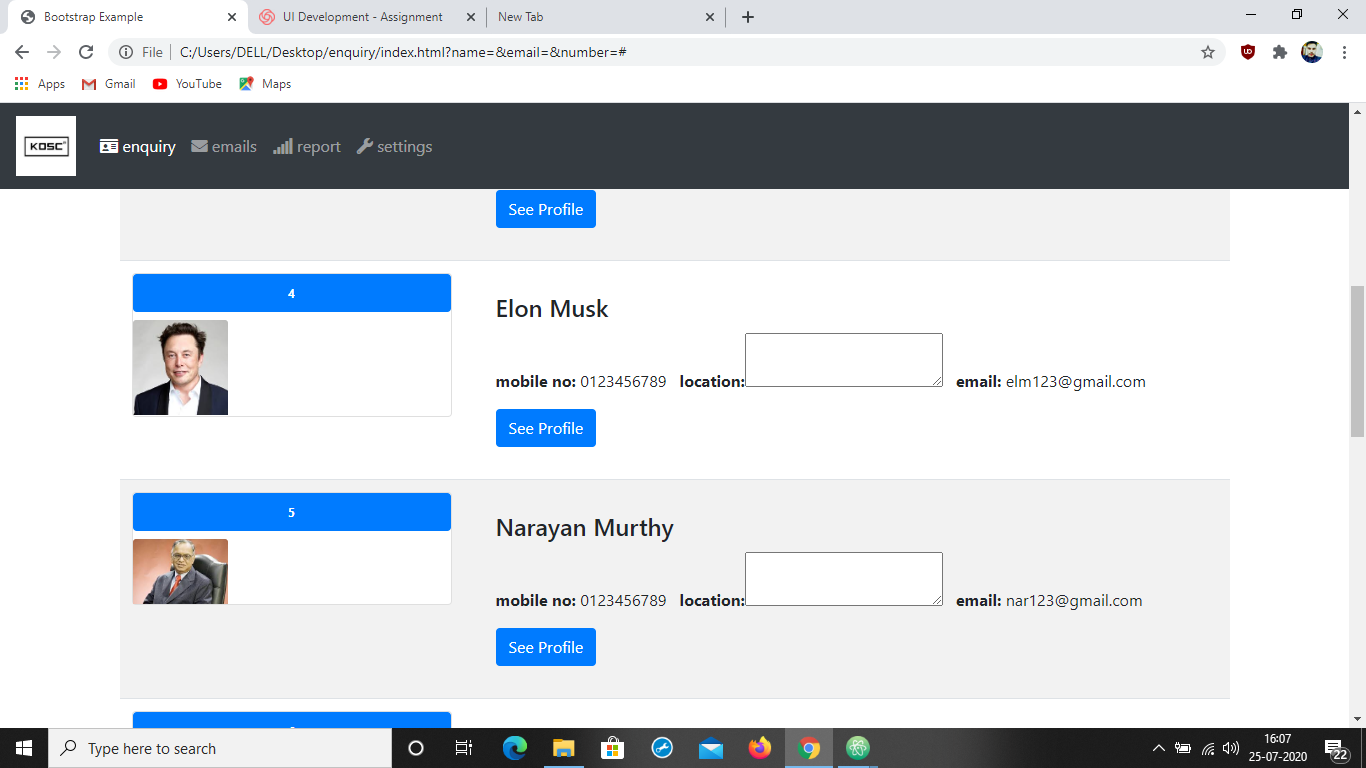 Bootstrap Example
UI Development - Assignment
New Tab
File
C:/Users/DELL/Desktop/enquiry/index.html?name=&email=&number=#
Apps
Gmail
YouTube
Maps
KOSC
enquiry
emails
report
settings
See Profile
4
Elon Musk
mobile no: 0123456789 location: email: elm123@gmail.com
See Profile
5
Narayan Murthy
mobile no: 0123456789 location: email: nar123@gmail.com
See Profile
Type here to search
16:07
25-07-2020
22